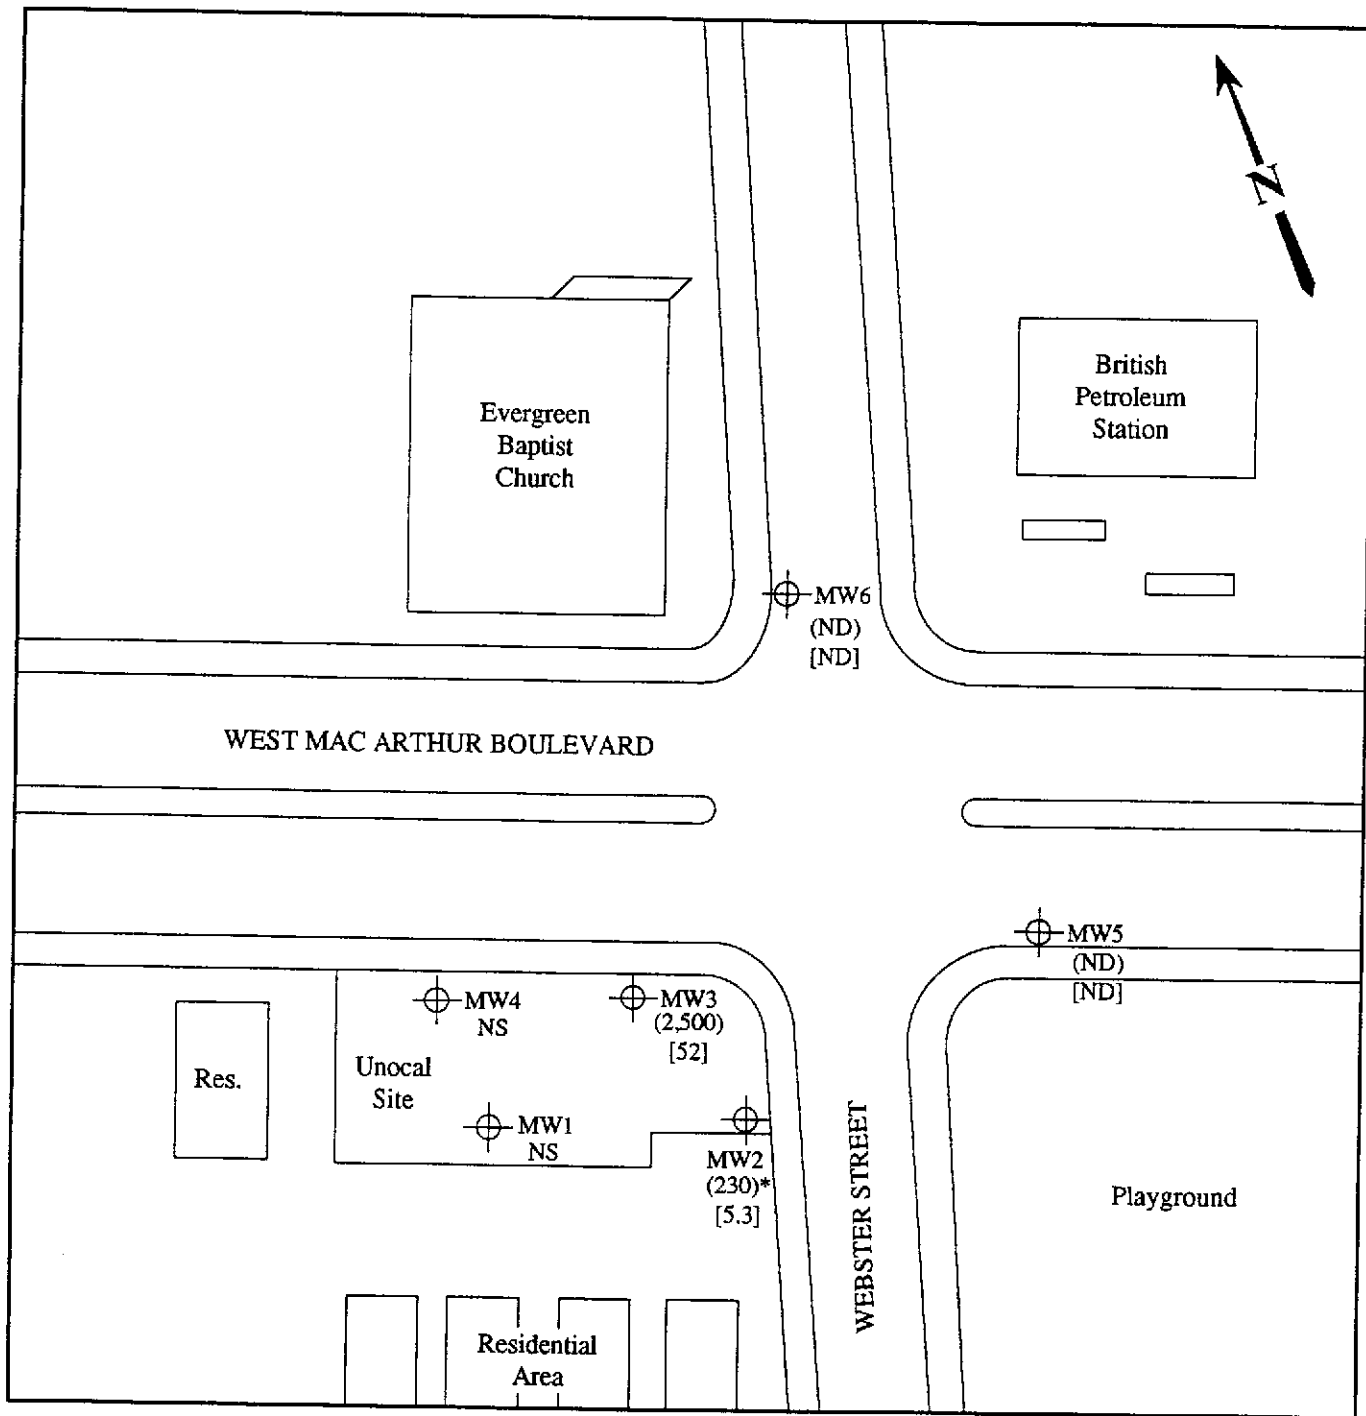 N
British
Petroleum
Station
Evergreen
Baptist
Church
MW6
(ND)
[ND]
WEST MAC ARTHUR BOULEVARD
MW5
(ND)
[ND]
MW4
NS
MW3
(2,500)
[52]
Res.
Unocal
Site
MW1
NS
MW2
(230)*
[5.3]
WEBSTER STREET
Playground
Residential
Area